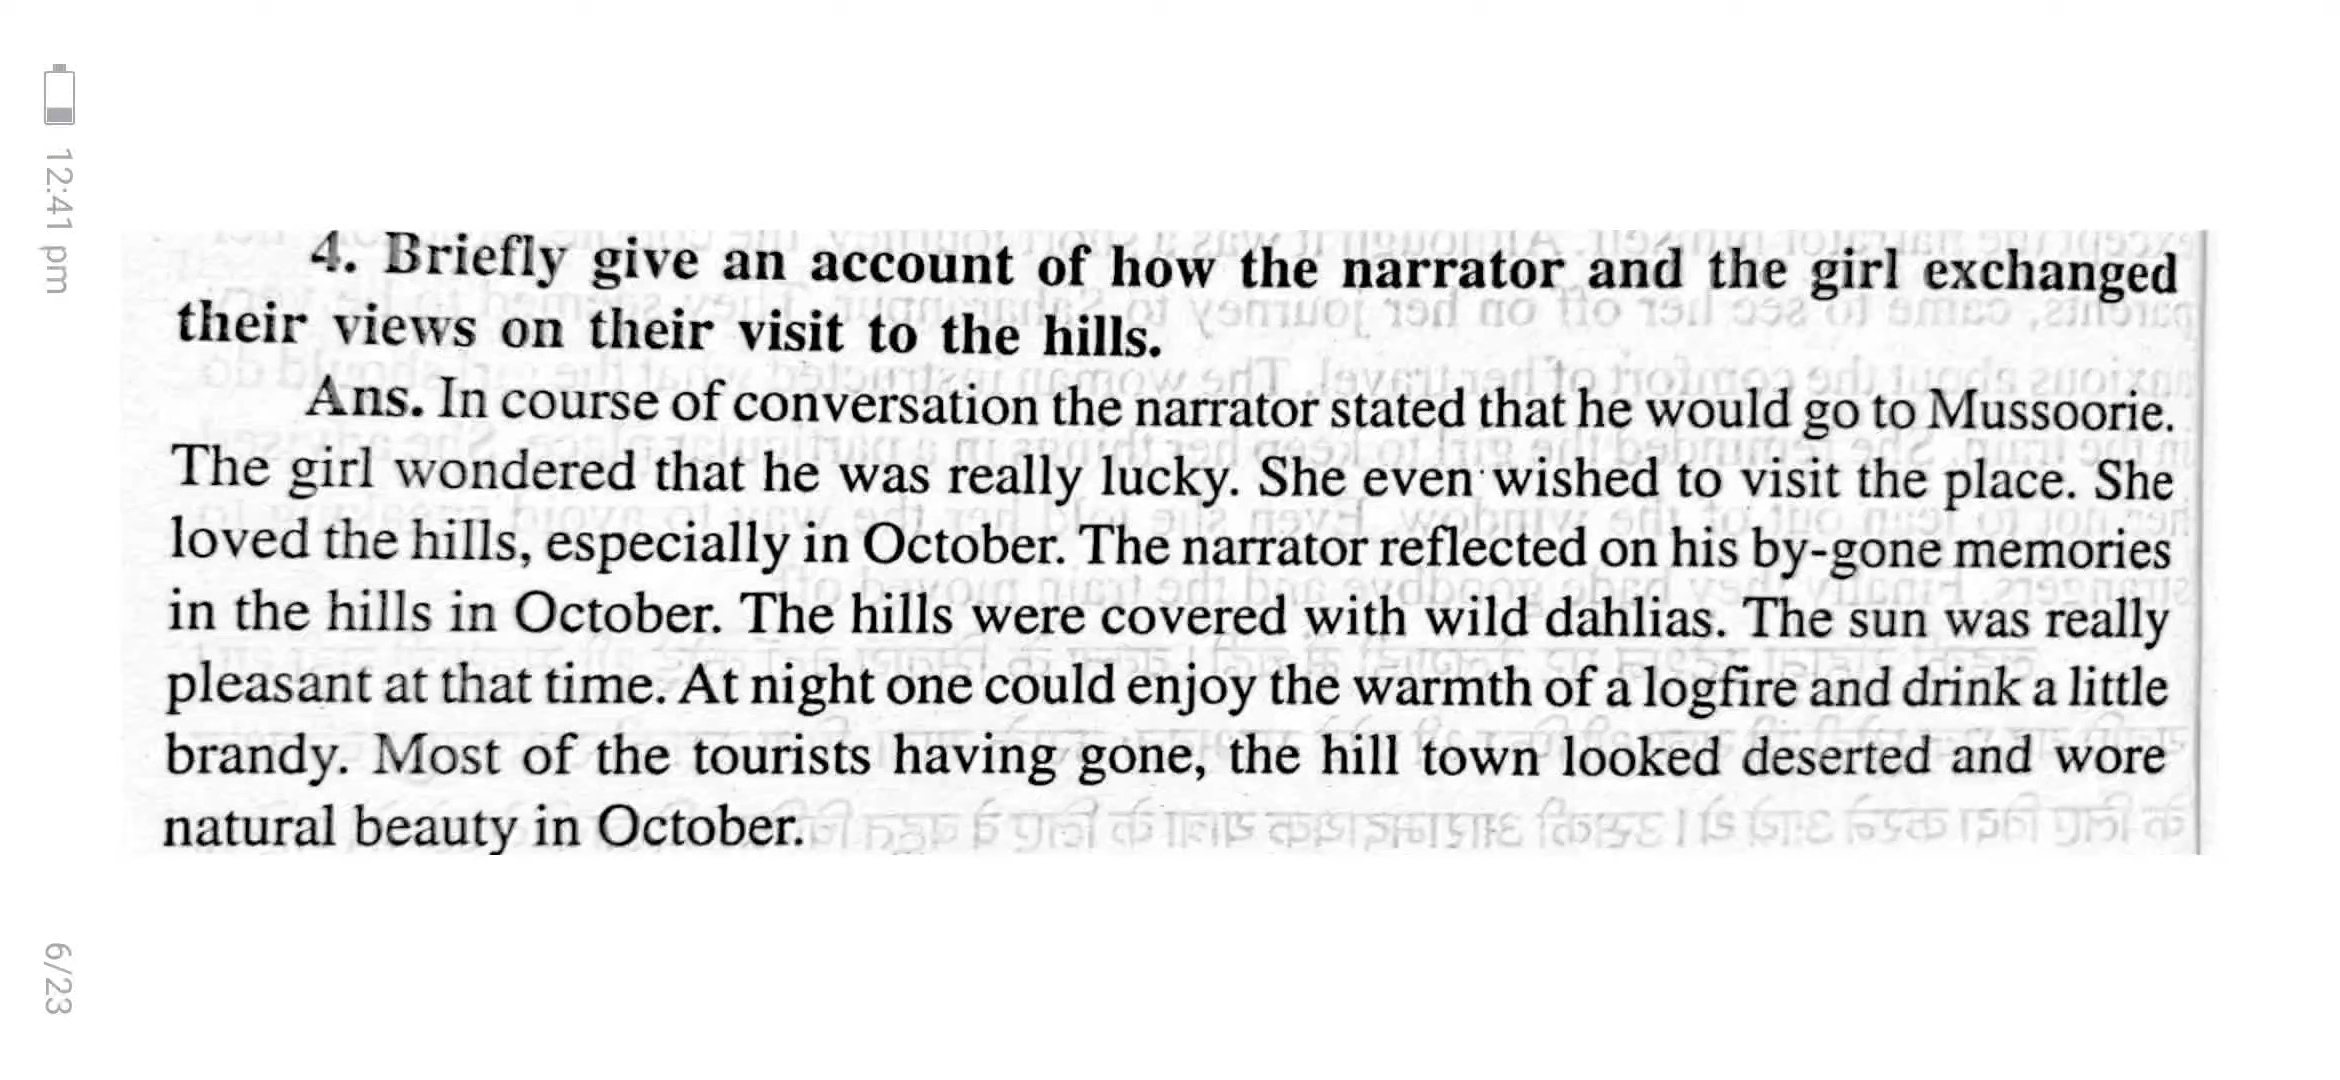 12:41 pm
4. Briefly give an account of how the narrator and the girl exchanged
their views on their visit to the hills.
Ans. In course of conversation the narrator stated that he would go to Mussoorie.
The girl wondered that he was really lucky. She even wished to visit the place. She
loved the hills, especially in October. The narrator reflected on his by-gone memories
in the hills in October. The hills were covered with wild dahlias. The sun was really
pleasant at that time. At night one could enjoy the warmth of a logfire and drink a little
brandy. Most of the tourists having gone, the hill town looked deserted and wore
natural beauty in October.
6/23